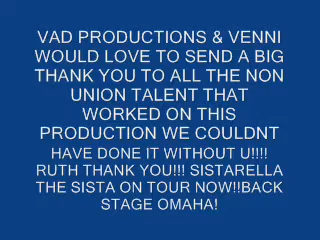 VAD PRODUCTIONS & VENNI
WOULD LOVE TO SEND A BIG
THANK YOU TO ALL THE NON
UNION TALENT THAT
WORKED ON THIS
PRODUCTION WE COULDNT
HAVE DONE IT WITHOUT U!!!!
RUTH THANK YOU!!! SISTARELLA
THE SISTA ON TOUR NOW!!BACK
STAGE OMAHA!